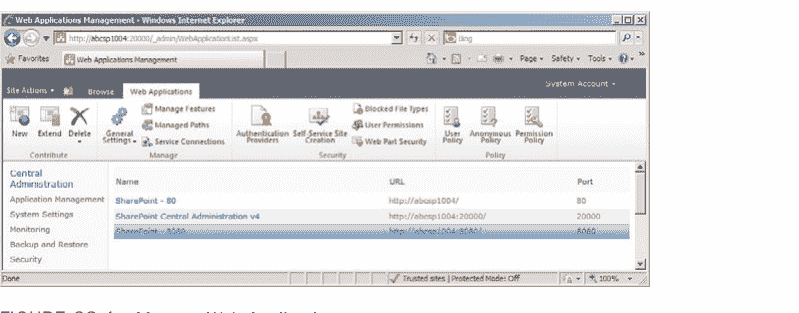 Web Applications Management - Windows Internet Explorer
http://abcsp1004:20000/_admin/WebApplicationList.aspx
Bing
Favorites Web Applications Management Page Safety Tools
Site Actions Browse Web Applications System Account
New Extend Delete General Settings Manage Features Managed Paths Service Connections Authentication Providers Self-Service Site Creation Blocked File Types User Permissions Web Part Security User Policy Anonymous Policy Permission Policy
Contribute Manage Security Policy
Central Administration
Application Management
System Settings
Monitoring
Backup and Restore
Security
Name URL Port
SharePoint - 80 http://abcsp1004/ 80
SharePoint Central Administration v4 http://abcsp1004:20000/ 20000
SharePoint - 8080 http://abcsp1004:8080/ 8080
Done Trusted sites | Protected Mode: Off 100%